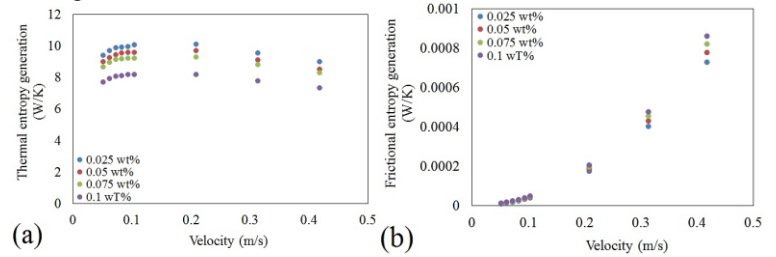 Thermal entropy generation
(W/K)
12
10
8
6
4
2
0
0.025 wt%
0.05 wt%
0.075 wt%
0.1 wT%
0
0.1
0.2
0.3
0.4
0.5
Velocity (m/s)
(a)
Frictional entropy generation
(W/K)
0.001
0.0008
0.0006
0.0004
0.0002
0
0.025 wt%
0.05 wt%
0.075 wt%
0.1 wT%
0
0.1
0.2
0.3
0.4
0.5
Velocity (m/s)
(b)